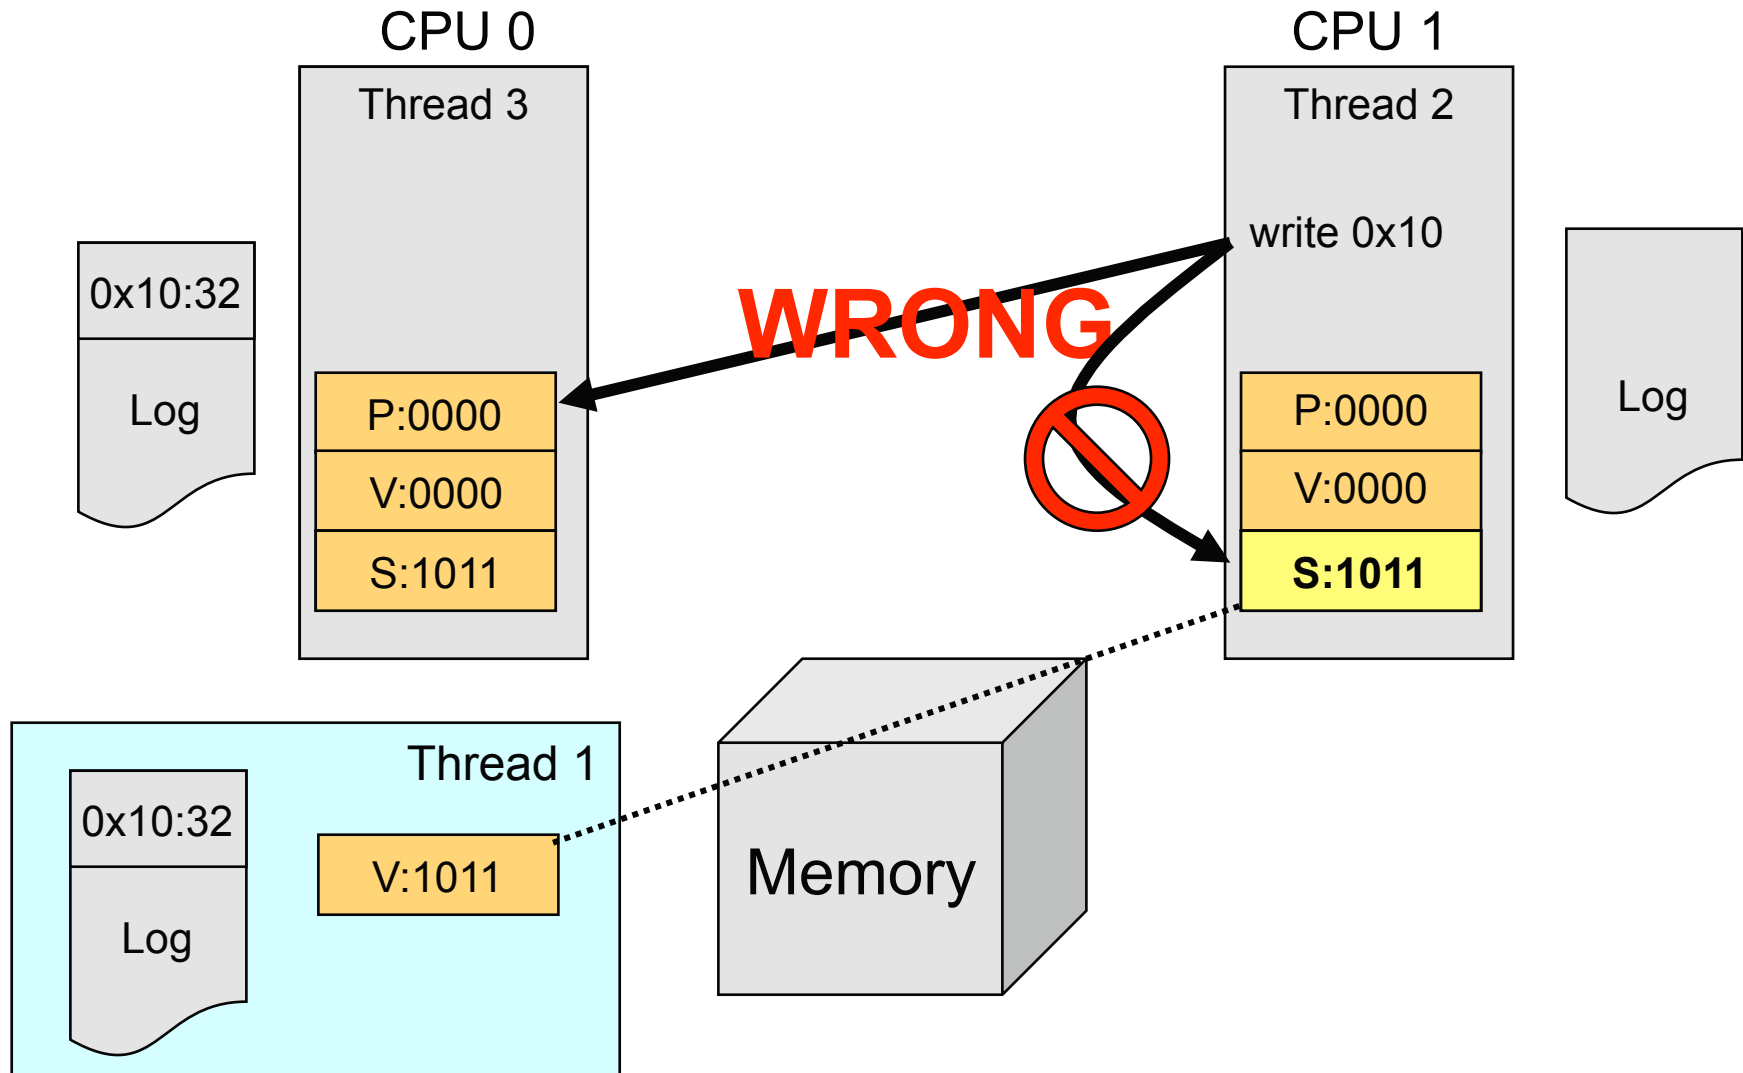 CPU 0
CPU 1
Thread 3
Thread 2
write 0x10
0x10:32
WRONG
Log
P:0000
V:0000
S:1011
P:0000
V:0000
S:1011
Log
Thread 1
0x10:32
V:1011
Log
Memory